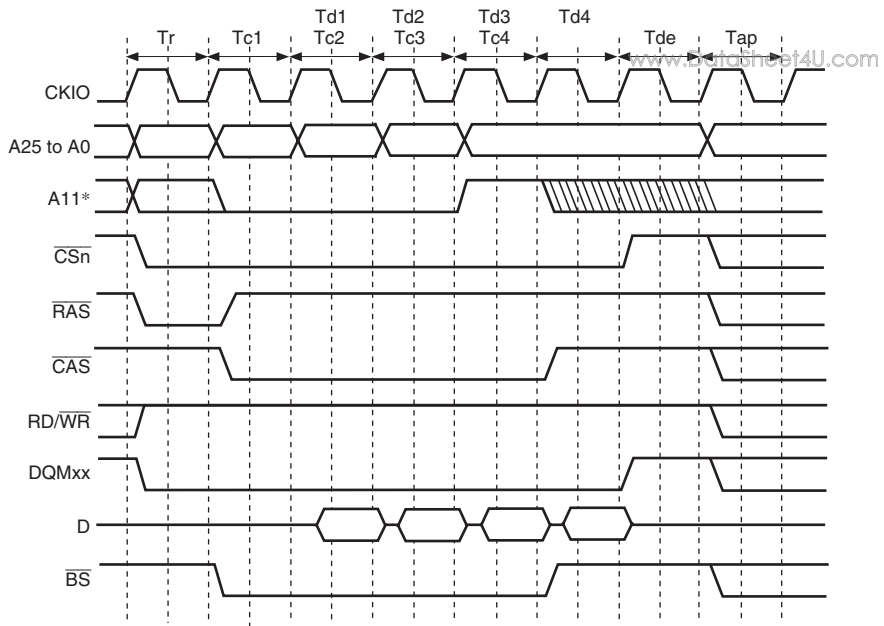 Td1 Td2 Td3 Td4
Tr Tc1 Tc2 Tc3 Tc4 Tde Tap
www.DataSheet4U.com
CKIO
A25 to A0
A11*
CSn
RAS
CAS
RD/WR
DQMxx
D
BS